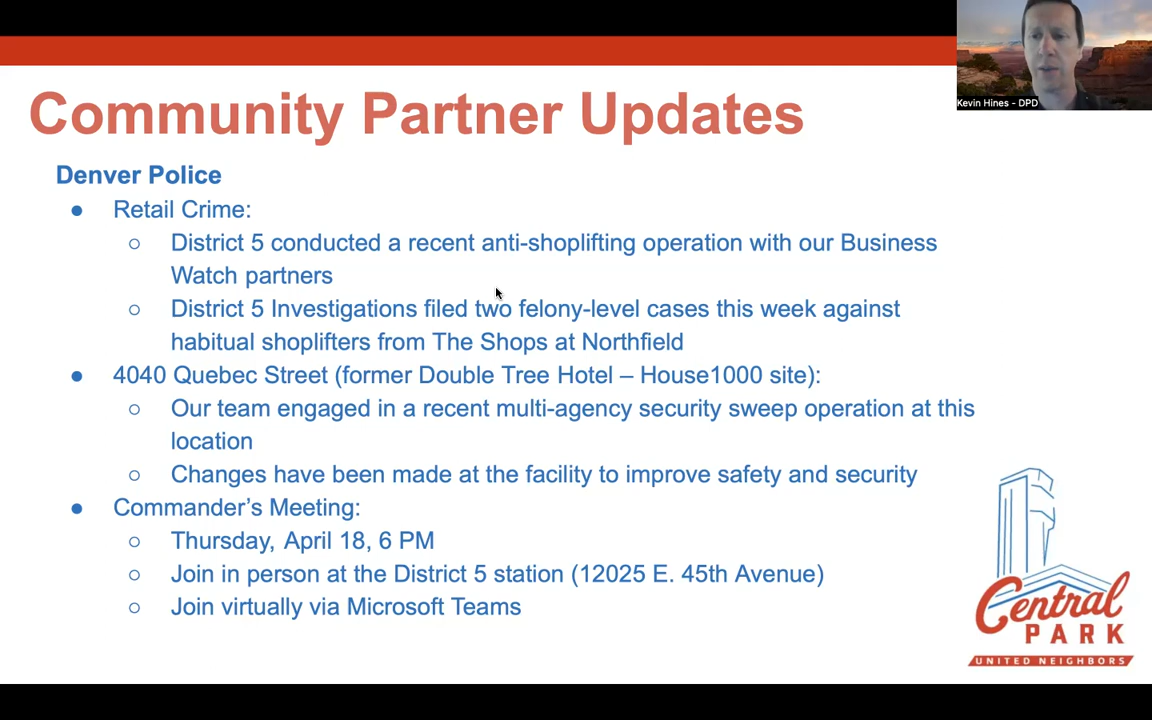 Community Partner Updates
Kevin Hines - DPD
Denver Police
● Retail Crime:
○ District 5 conducted a recent anti-shoplifting operation with our Business
Watch partners
○ District 5 Investigations filed two felony-level cases this week against
habitual shoplifters from The Shops at Northfield
● 4040 Quebec Street (former Double Tree Hotel – House1000 site):
○ Our team engaged in a recent multi-agency security sweep operation at this
location
○ Changes have been made at the facility to improve safety and security
● Commander’s Meeting:
○ Thursday, April 18, 6 PM
○ Join in person at the District 5 station (12025 E. 45th Avenue)
○ Join virtually via Microsoft Teams
Central
PARK
UNITED NEIGHBORS